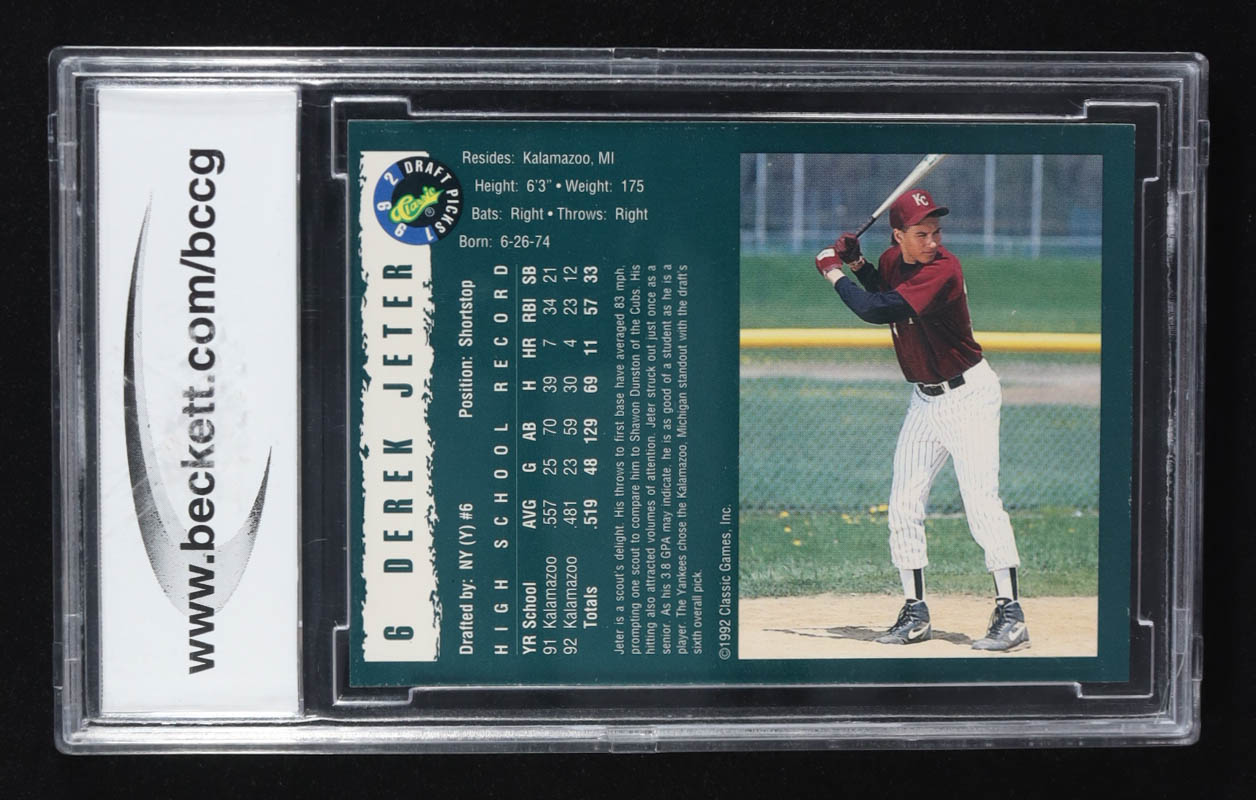 www.beckett.com/bccg
6 DEREK JETER
1992 DRAFT PICKS
Classic ®
Resides: Kalamazoo, MI
Height: 6'3" • Weight: 175
Bats: Right • Throws: Right
Born: 6-26-74
Drafted by: NY (Y) #6 Position: Shortstop
HIGH SCHOOL RECORD
YR School AVG G AB H HR RBI SB
91 Kalamazoo .557 25 70 39 7 34 21
92 Kalamazoo .481 23 59 30 4 23 12
Totals .519 48 129 69 11 57 33
Jeter is a scout's delight. His throws to first base have averaged 83 mph,
prompting one scout to compare him to Shawon Dunston of the Cubs. His
hitting also attracted volumes of attention. Jeter struck out just once as a
senior. As his 3.8 GPA may indicate, he is as good of a student as he is a
player. The Yankees chose the Kalamazoo, Michigan standout with the draft's
sixth overall pick.
©1992 Classic Games, Inc.
KC